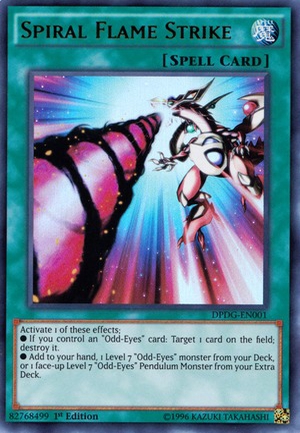 SPIRAL FLAME STRIKE
[SPELL CARD]
DPDG-EN001
Activate 1 of these effects;
● If you control an "Odd-Eyes" card: Target 1 card on the field;
destroy it.
● Add to your hand, 1 Level 7 "Odd-Eyes" monster from your Deck,
or 1 face-up Level 7 "Odd-Eyes" Pendulum Monster from your Extra
Deck.
82768499 1st Edition ©1996 KAZUKI TAKAHASHI